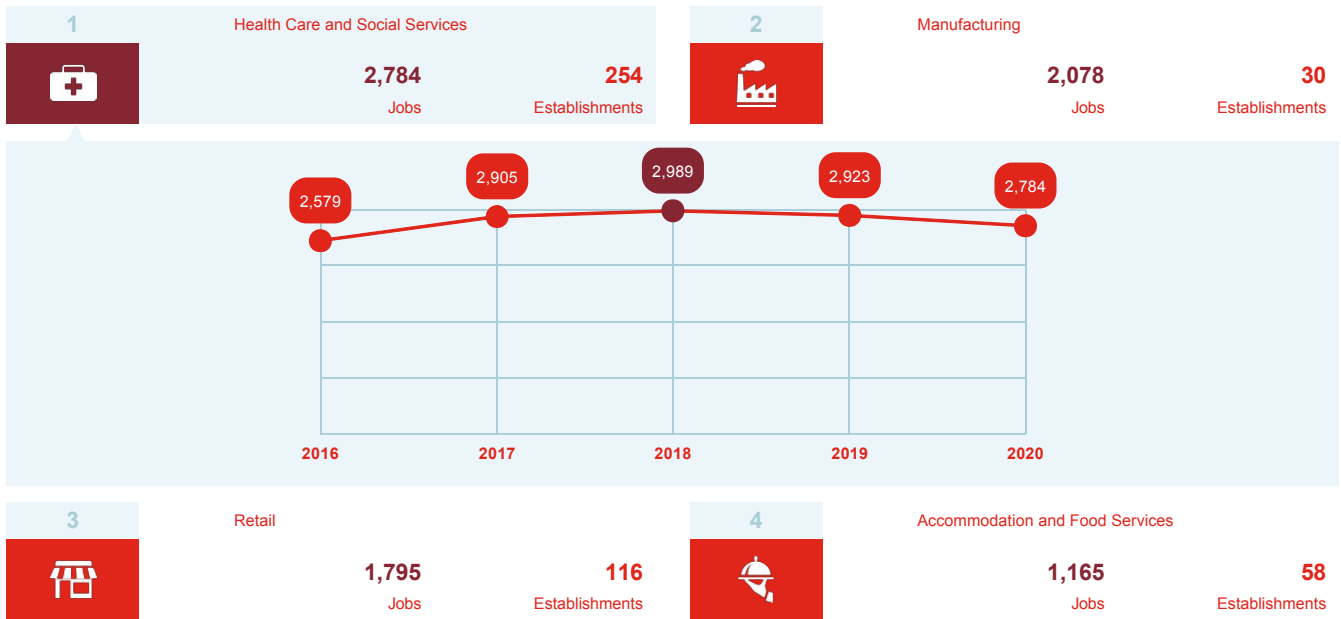 1
Health Care and Social Services
2,784
254
Jobs
Establishments
2
Manufacturing
2,078
30
Jobs
Establishments
2,579
2,905
2,989
2,923
2,784
2016
2017
2018
2019
2020
3
Retail
1,795
116
Jobs
Establishments
4
Accommodation and Food Services
1,165
58
Jobs
Establishments